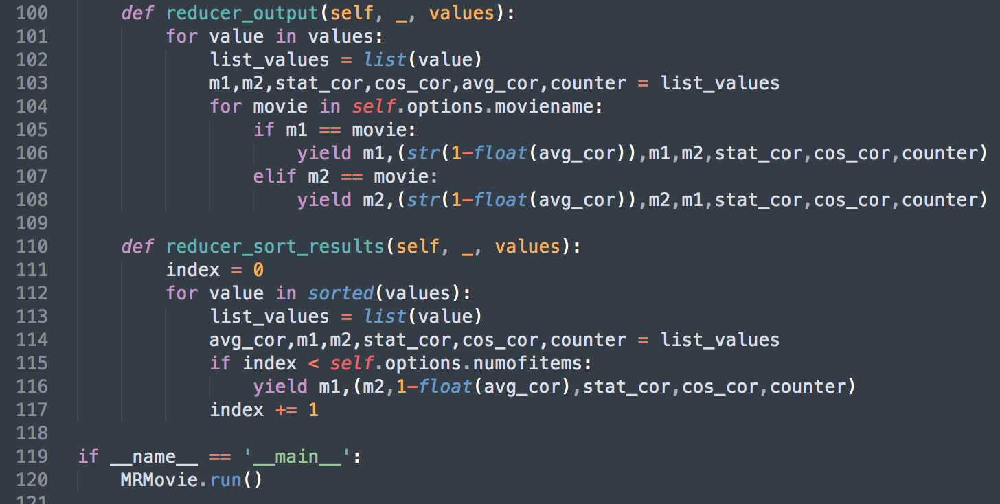 100 def reducer_output(self, _, values):
101 for value in values:
102 list_values = list(value)
103 m1,m2,stat_cor,cos_cor,avg_cor,counter = list_values
104 for movie in self.options.moviename:
105 if m1 == movie:
106 yield m1,(str(1-float(avg_cor)),m1,m2,stat_cor,cos_cor,counter)
107 elif m2 == movie:
108 yield m2,(str(1-float(avg_cor)),m2,m1,stat_cor,cos_cor,counter)
109
110 def reducer_sort_results(self, _, values):
111 index = 0
112 for value in sorted(values):
113 list_values = list(value)
114 avg_cor,m1,m2,stat_cor,cos_cor,counter = list_values
115 if index < self.options.numofitems:
116 yield m1,(m2,1-float(avg_cor),stat_cor,cos_cor,counter)
117 index += 1
118
119 if __name__ == '__main__':
120 MRMovie.run()
121